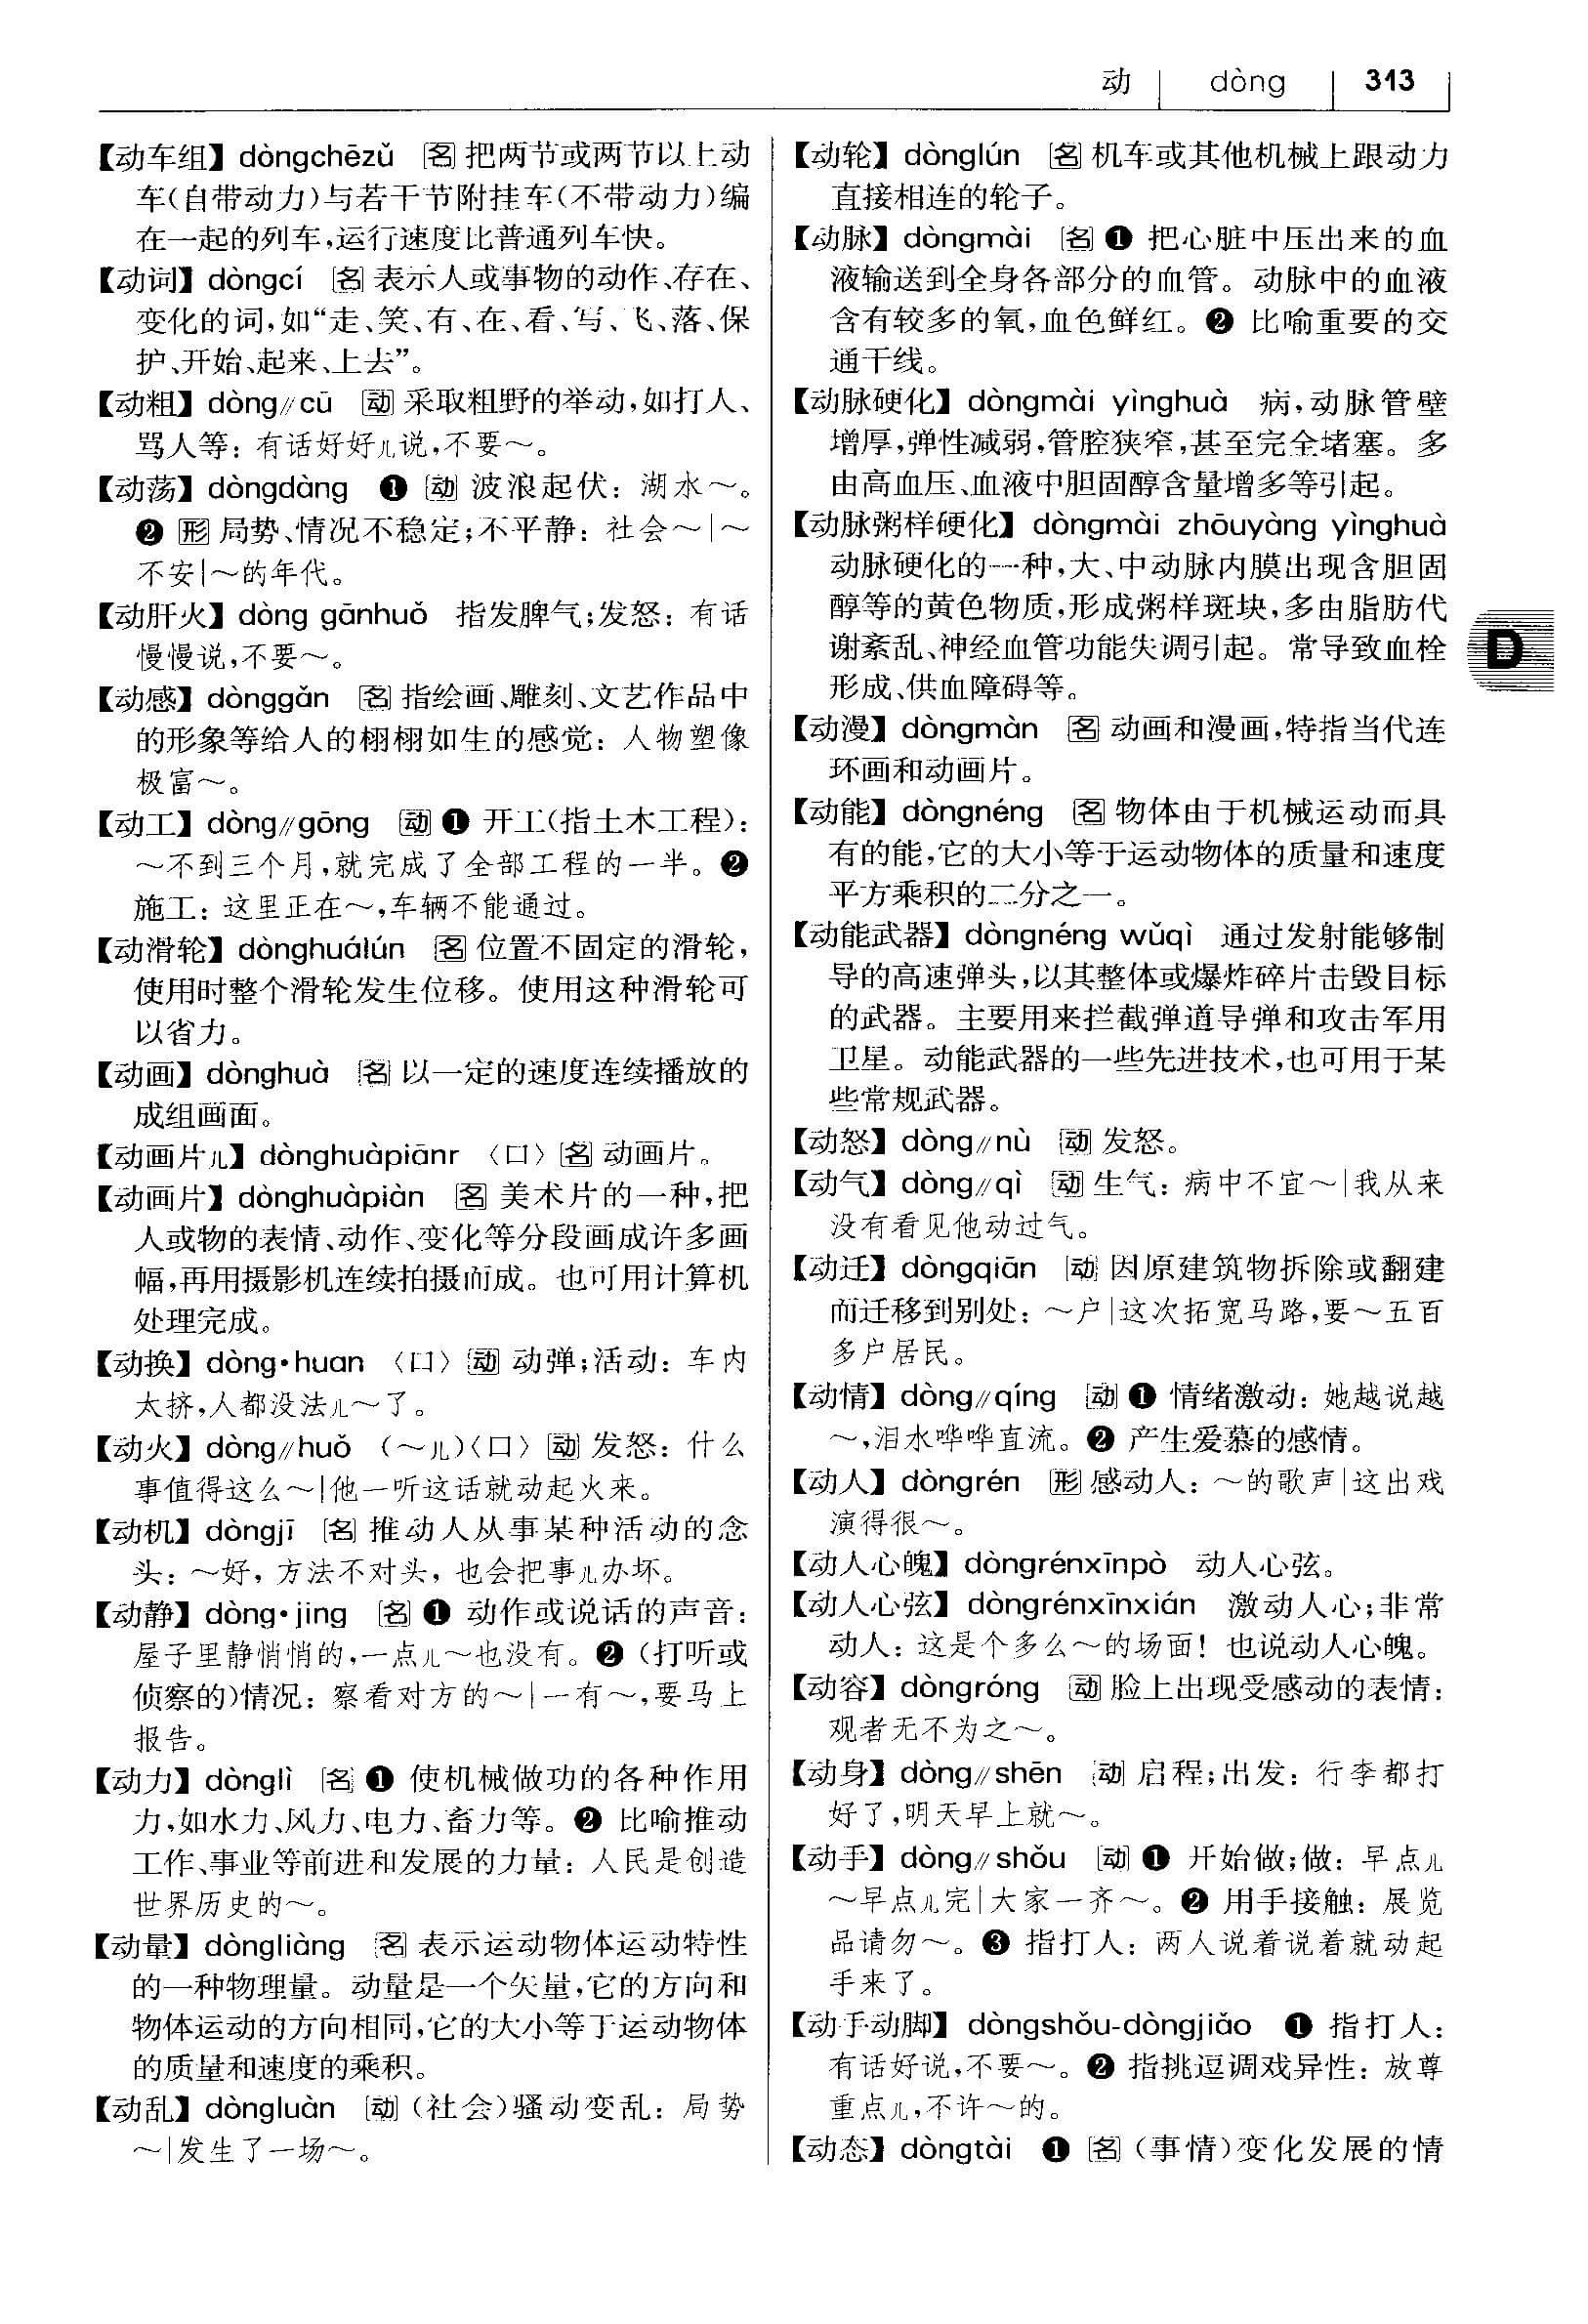 动 | dòng | 313
【动车组】dòngchēzǔ 名 把两节或两节以上动
车(自带动力)与若干节附挂车(不带动力)编
在一起的列车,运行速度比普通列车快。
【动词】dòngcí 名 表示人或事物的动作、存在、
变化的词,如“走、笑、有、在、看、写、飞、落、保
护、开始、起来、上去”。
【动粗】dòng//cū 动 采取粗野的举动,如打人、
骂人等：有话好好儿说,不要～。
【动荡】dòngdàng ❶ 动 波浪起伏：湖水～。
❷ 形 局势、情况不稳定;不平静：社会～|～
不安|～的年代。
【动肝火】dòng gānhuǒ 指发脾气;发怒：有话
慢慢说,不要～。
【动感】dònggǎn 名 指绘画、雕刻、文艺作品中
的形象等给人的栩栩如生的感觉：人物塑像
极富～。
【动工】dòng//gōng 动 ❶ 开工(指土木工程)：
～不到三个月,就完成了全部工程的一半。❷
施工：这里正在～,车辆不能通过。
【动滑轮】dònghuálún 名 位置不固定的滑轮,
使用时整个滑轮发生位移。使用这种滑轮可
以省力。
【动画】dònghuà 名 以一定的速度连续播放的
成组画面。
【动画片儿】dònghuàpiānr 〈口〉名 动画片。
【动画片】dònghuàpiàn 名 美术片的一种,把
人或物的表情、动作、变化等分段画成许多画
幅,再用摄影机连续拍摄而成。也可用计算机
处理完成。
【动换】dòng·huan 〈口〉动 动弹;活动：车内
太挤,人都没法儿～了。
【动火】dòng//huǒ (～儿)〈口〉动 发怒：什么
事值得这么～|他一听这话就动起火来。
【动机】dòngjī 名 推动人从事某种活动的念
头：～好,方法不对头,也会把事儿办坏。
【动静】dòng·jing 名 ❶ 动作或说话的声音：
屋子里静悄悄的,一点儿～也没有。❷ (打听或
侦察的)情况：察看对方的～|一有～,要马上
报告。
【动力】dònglì 名 ❶ 使机械做功的各种作用
力,如水力、风力、电力、畜力等。❷ 比喻推动
工作、事业等前进和发展的力量：人民是创造
世界历史的～。
【动量】dòngliàng 名 表示运动物体运动特性
的一种物理量。动量是一个矢量,它的方向和
物体运动的方向相同,它的大小等于运动物体
的质量和速度的乘积。
【动乱】dòngluàn 动 (社会)骚动变乱：局势
～|发生了一场～。
【动轮】dònglún 名 机车或其他机械上跟动力
直接相连的轮子。
【动脉】dòngmài 名 ❶ 把心脏中压出来的血
液输送到全身各部分的血管。动脉中的血液
含有较多的氧,血色鲜红。❷ 比喻重要的交
通干线。
【动脉硬化】dòngmài yìnghuà 病,动脉管壁
增厚,弹性减弱,管腔狭窄,甚至完全堵塞。多
由高血压、血液中胆固醇含量增多等引起。
【动脉粥样硬化】dòngmài zhōuyàng yìnghuà
动脉硬化的一种,大、中动脉内膜出现含胆固
醇等的黄色物质,形成粥样斑块,多由脂肪代
谢紊乱、神经血管功能失调引起。常导致血栓
形成、供血障碍等。
D
【动漫】dòngmàn 名 动画和漫画,特指当代连
环画和动画片。
【动能】dòngnéng 名 物体由于机械运动而具
有的能,它的大小等于运动物体的质量和速度
平方乘积的二分之一。
【动能武器】dòngnéng wǔqì 通过发射能够制
导的高速弹头,以其整体或爆炸碎片击毁目标
的武器。主要用来拦截弹道导弹和攻击军用
卫星。动能武器的一些先进技术,也可用于某
些常规武器。
【动怒】dòng//nù 动 发怒。
【动气】dòng//qì 动 生气：病中不宜～|我从来
没有看见他动过气。
【动迁】dòngqiān 动 因原建筑物拆除或翻建
而迁移到别处：～户|这次拓宽马路,要～五百
多户居民。
【动情】dòng//qíng 动 ❶ 情绪激动：她越说越
～,泪水哗哗直流。❷ 产生爱慕的感情。
【动人】dòngrén 形 感动人：～的歌声|这出戏
演得很～。
【动人心魄】dòngrénxīnpò 动人心弦。
【动人心弦】dòngrénxīnxián 激动人心;非常
动人：这是个多么～的场面！也说动人心魄。
【动容】dòngróng 动 脸上出现受感动的表情：
观者无不为之～。
【动身】dòng//shēn 动 启程;出发：行李都打
好了,明天早上就～。
【动手】dòng//shǒu 动 ❶ 开始做;做：早点儿
～早点儿完|大家一齐～。❷ 用手接触：展览
品请勿～。❸ 指打人：两人说着说着就动起
手来了。
【动手动脚】dòngshǒu-dòngjiǎo ❶ 指打人：
有话好说,不要～。❷ 指挑逗调戏异性：放尊
重点儿,不许～的。
【动态】dòngtài ❶ 名 (事情)变化发展的情